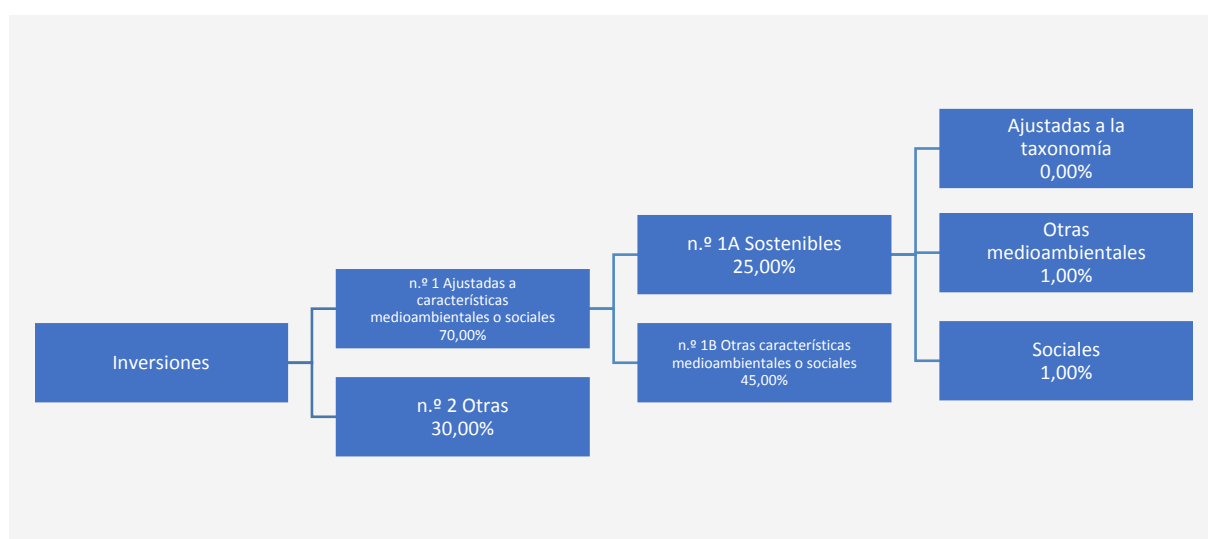 Inversiones
n.º 1 Ajustadas a
características
medioambientales o sociales
70,00%
n.º 2 Otras
30,00%
n.º 1A Sostenibles
25,00%
n.º 1B Otras características
medioambientales o sociales
45,00%
Ajustadas a la
taxonomía
0,00%
Otras
medioambientales
1,00%
Sociales
1,00%